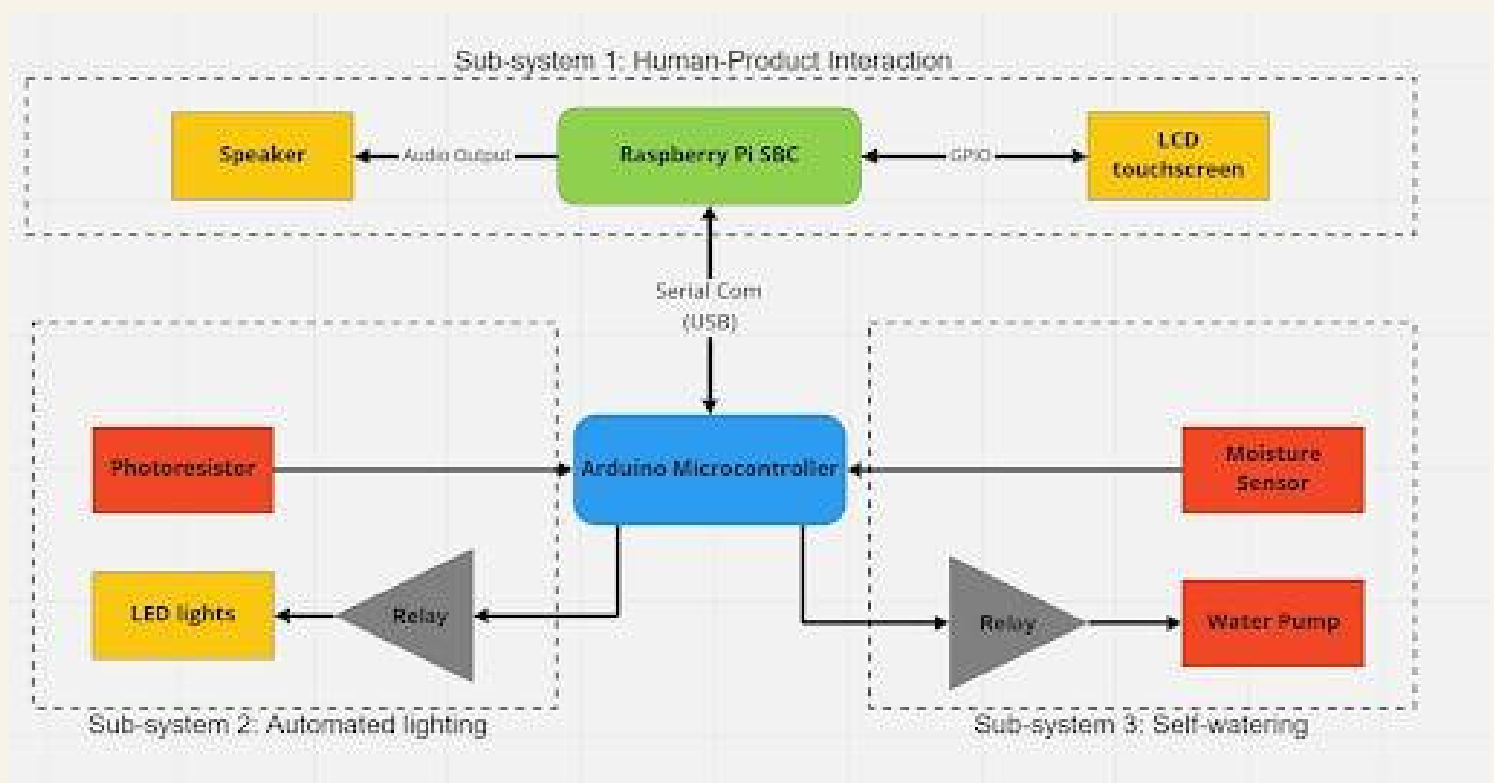 Sub-system 1: Human-Product Interaction
Speaker
Audio Output
Raspberry Pi SBC
GPIO
LCD
touchscreen
Serial Com
(USB)
Photoresistor
Arduino Microcontroller
Moisture
Sensor
LED lights
Relay
Relay
Water Pump
Sub-system 2: Automated lighting
Sub-system 3: Self-watering